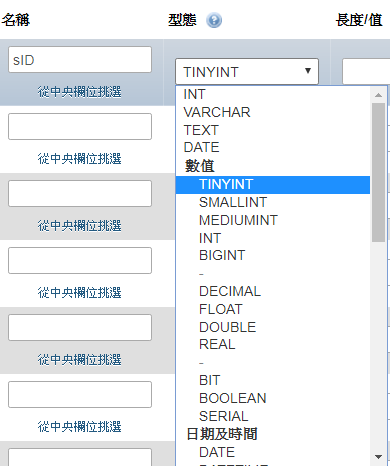 名稱 型態 長度/值
sID TINYINT
從中央欄位挑選
INT
VARCHAR
TEXT
DATE
數值
TINYINT
SMALLINT
MEDIUMINT
INT
BIGINT
-
DECIMAL
FLOAT
DOUBLE
REAL
-
BIT
BOOLEAN
SERIAL
日期及時間
DATE
從中央欄位挑選
從中央欄位挑選
從中央欄位挑選
從中央欄位挑選
從中央欄位挑選